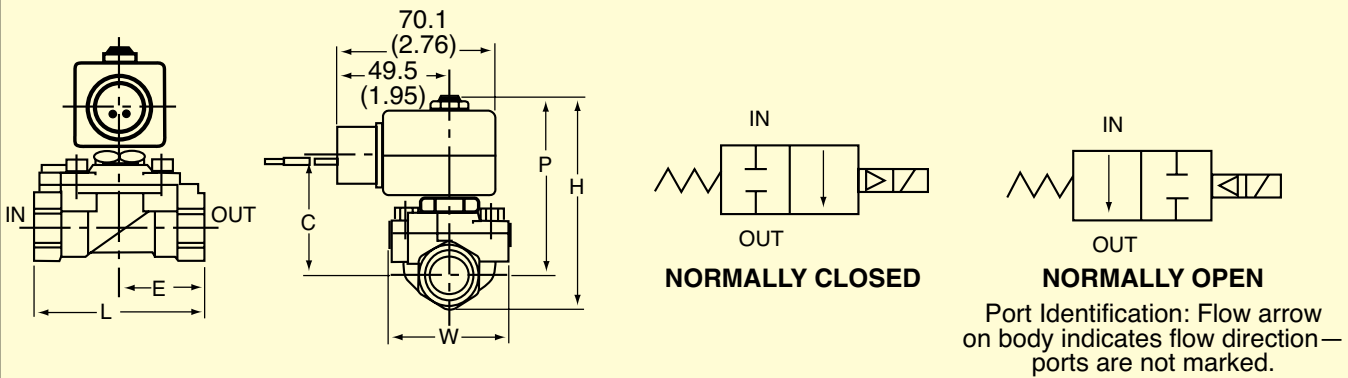 IN
OUT
E
L
70.1
(2.76)
49.5
(1.95)
C
P
H
W
IN
OUT
NORMALLY CLOSED
IN
OUT
NORMALLY OPEN
Port Identification: Flow arrow
on body indicates flow direction—
ports are not marked.